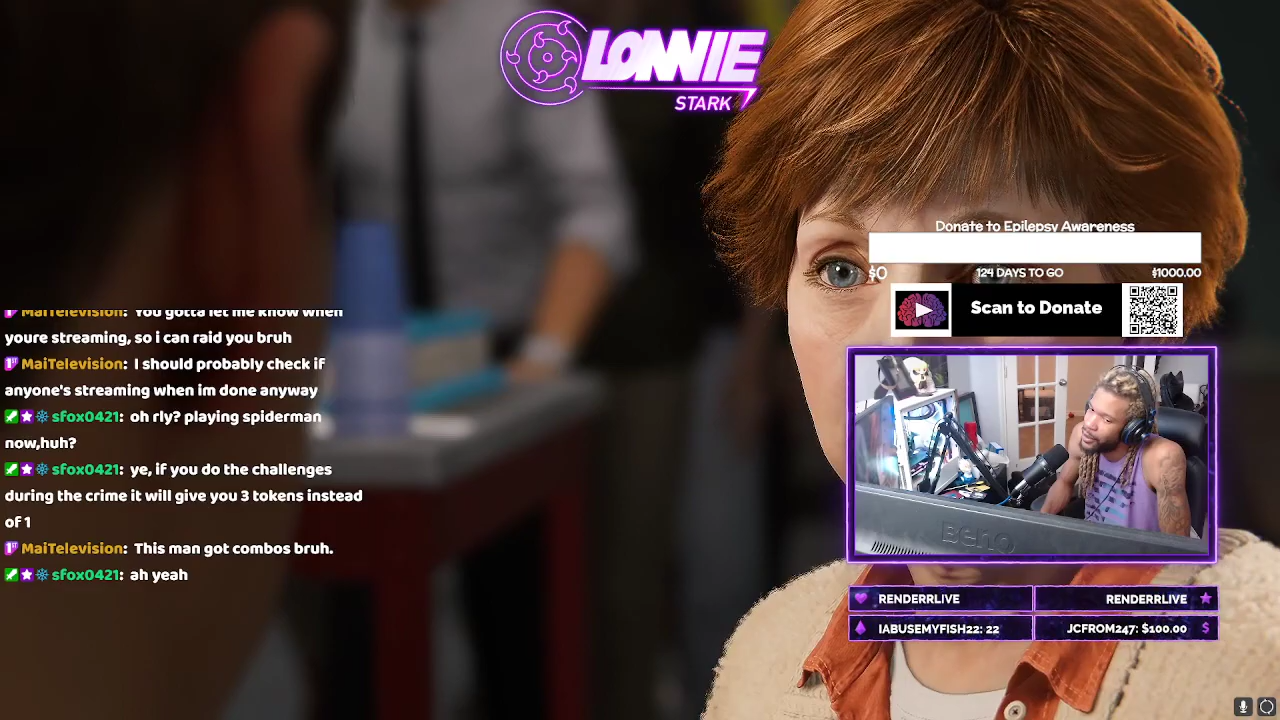 LONNIE
STARK
Donate to Epilepsy Awareness
$0 124 DAYS TO GO $1000.00
Scan to Donate
MaiTelevision: You gotta let me know when
youre streaming, so i can raid you bruh
MaiTelevision: I should probably check if
anyone's streaming when im done anyway
sfox0421: oh rly? playing spiderman
now,huh?
sfox0421: ye, if you do the challenges
during the crime it will give you 3 tokens instead
of 1
MaiTelevision: This man got combos bruh.
sfox0421: ah yeah
BenQ
RENDERRLIVE RENDERRLIVE
IABUSEMYFISH22: 22 JCFROM247: $100.00